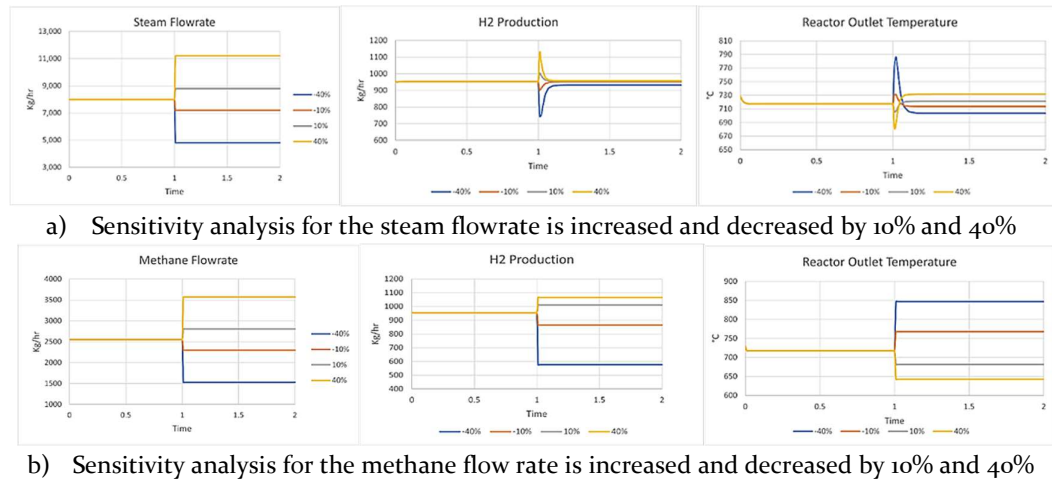 Steam Flowrate
Kg/hr
13,000
11,000
9,000
7,000
5,000
3,000
0 0.5 1 1.5 2
Time
-40%
-10%
10%
40%
H2 Production
Kg/hr
1200
1100
1000
900
800
700
600
0 0.5 1 1.5 2
Time
-40% -10% 10% 40%
Reactor Outlet Temperature
°C
810
790
770
750
730
710
690
670
0 0.5 1 1.5 2
Time
-40% -10% 10% 40%
a) Sensitivity analysis for the steam flowrate is increased and decreased by 10% and 40%
Methane Flowrate
Kg/hr
4000
3500
3000
2500
2000
1500
1000
0 0.5 1 1.5 2
Time
-40%
-10%
10%
40%
H2 Production
Kg/hr
1200
1100
1000
900
800
700
600
500
400
0 0.5 1 1.5 2
Time
-40% -10% 10% 40%
Reactor Outlet Temperature
°C
900
850
800
750
700
650
600
0 0.5 1 1.5 2
Time
-40% -10% 10% 40%
b) Sensitivity analysis for the methane flow rate is increased and decreased by 10% and 40%